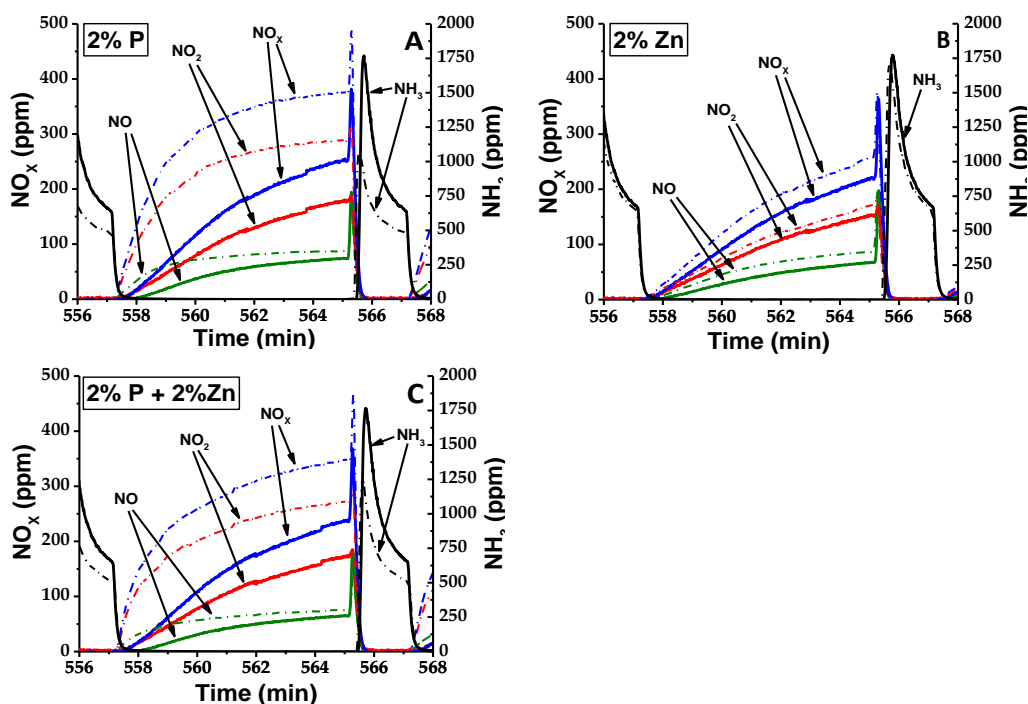 2% P
A
NOX
NO2
NH3
NO
NOX (ppm)
500
400
300
200
100
0
2000
1750
1500
1250
1000
750
500
250
0
NH3 (ppm)
556 558 560 562 564 566 568
Time (min)
2% Zn
B
NOX
NH3
NO2
NO
NOX (ppm)
500
400
300
200
100
0
2000
1750
1500
1250
1000
750
500
250
0
NH3 (ppm)
556 558 560 562 564 566 568
Time (min)
2% P + 2%Zn
C
NOX
NO2
NH3
NO
NOX (ppm)
500
400
300
200
100
0
2000
1750
1500
1250
1000
750
500
250
0
NH3 (ppm)
556 558 560 562 564 566 568
Time (min)